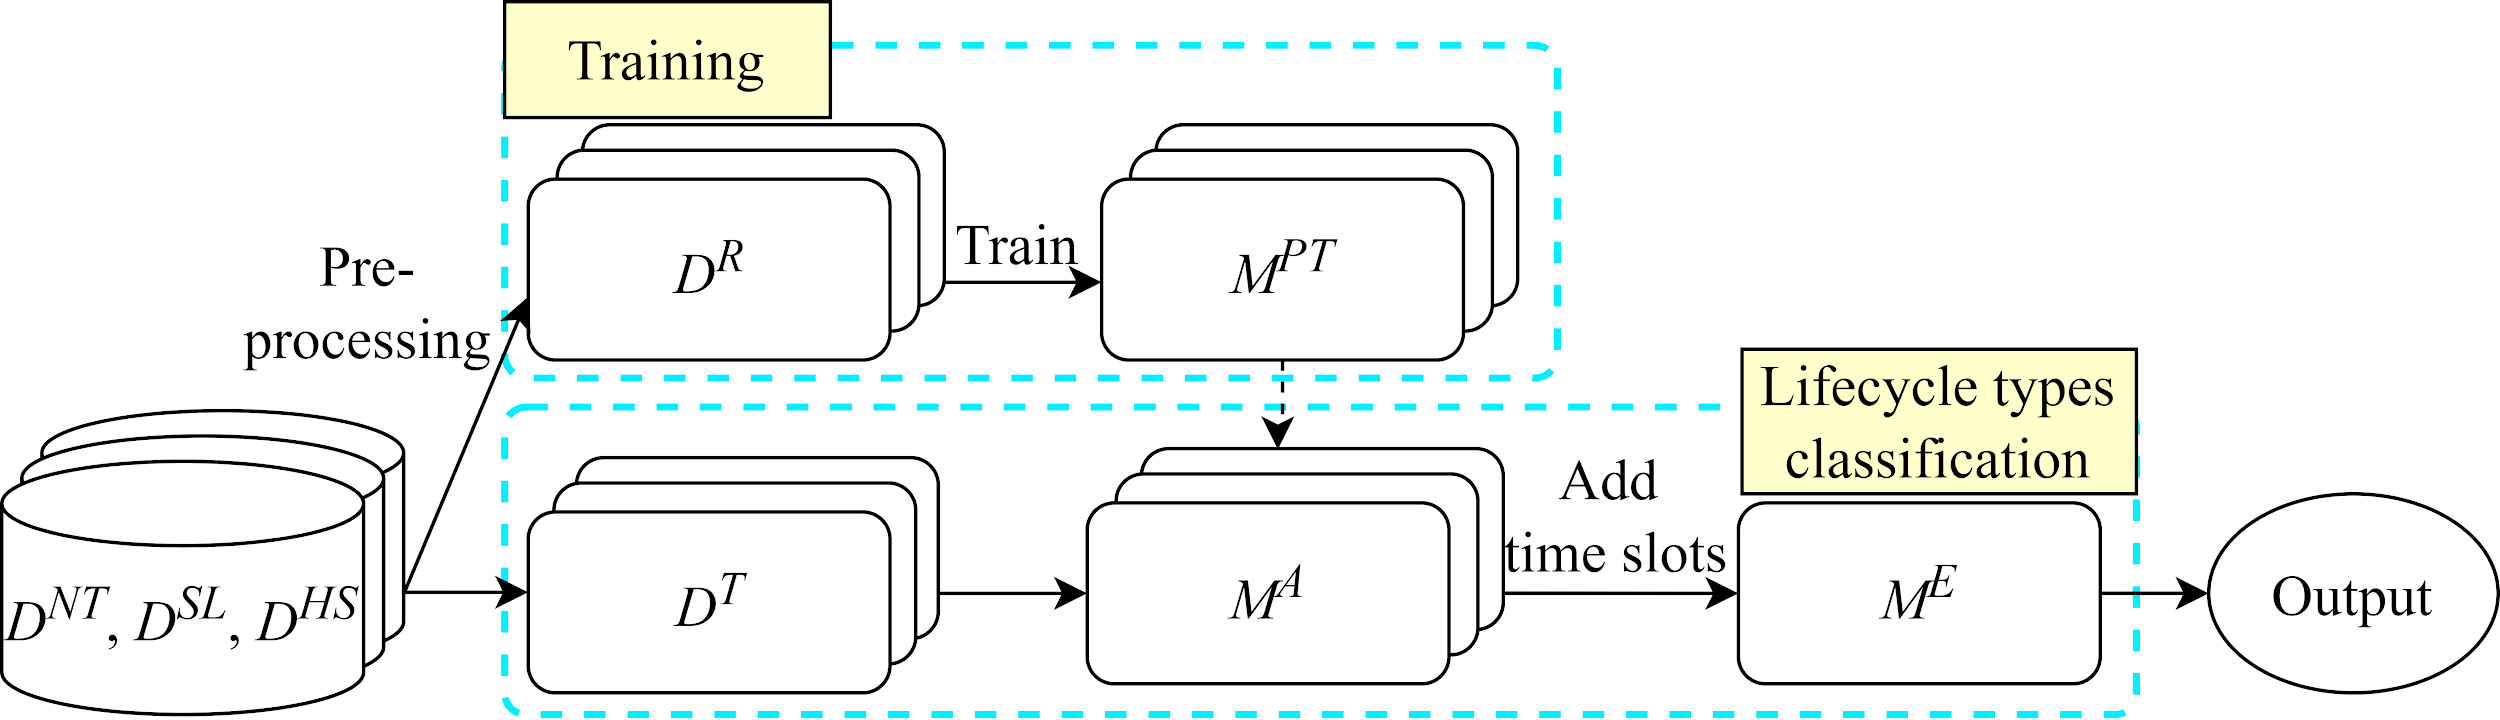 Training
Pre-
processing
D^R
Train
M^PT
Lifecycle types
classification
D^NT, D^SL, D^HS
D^T
M^A
Add
time slots
M^E
Output